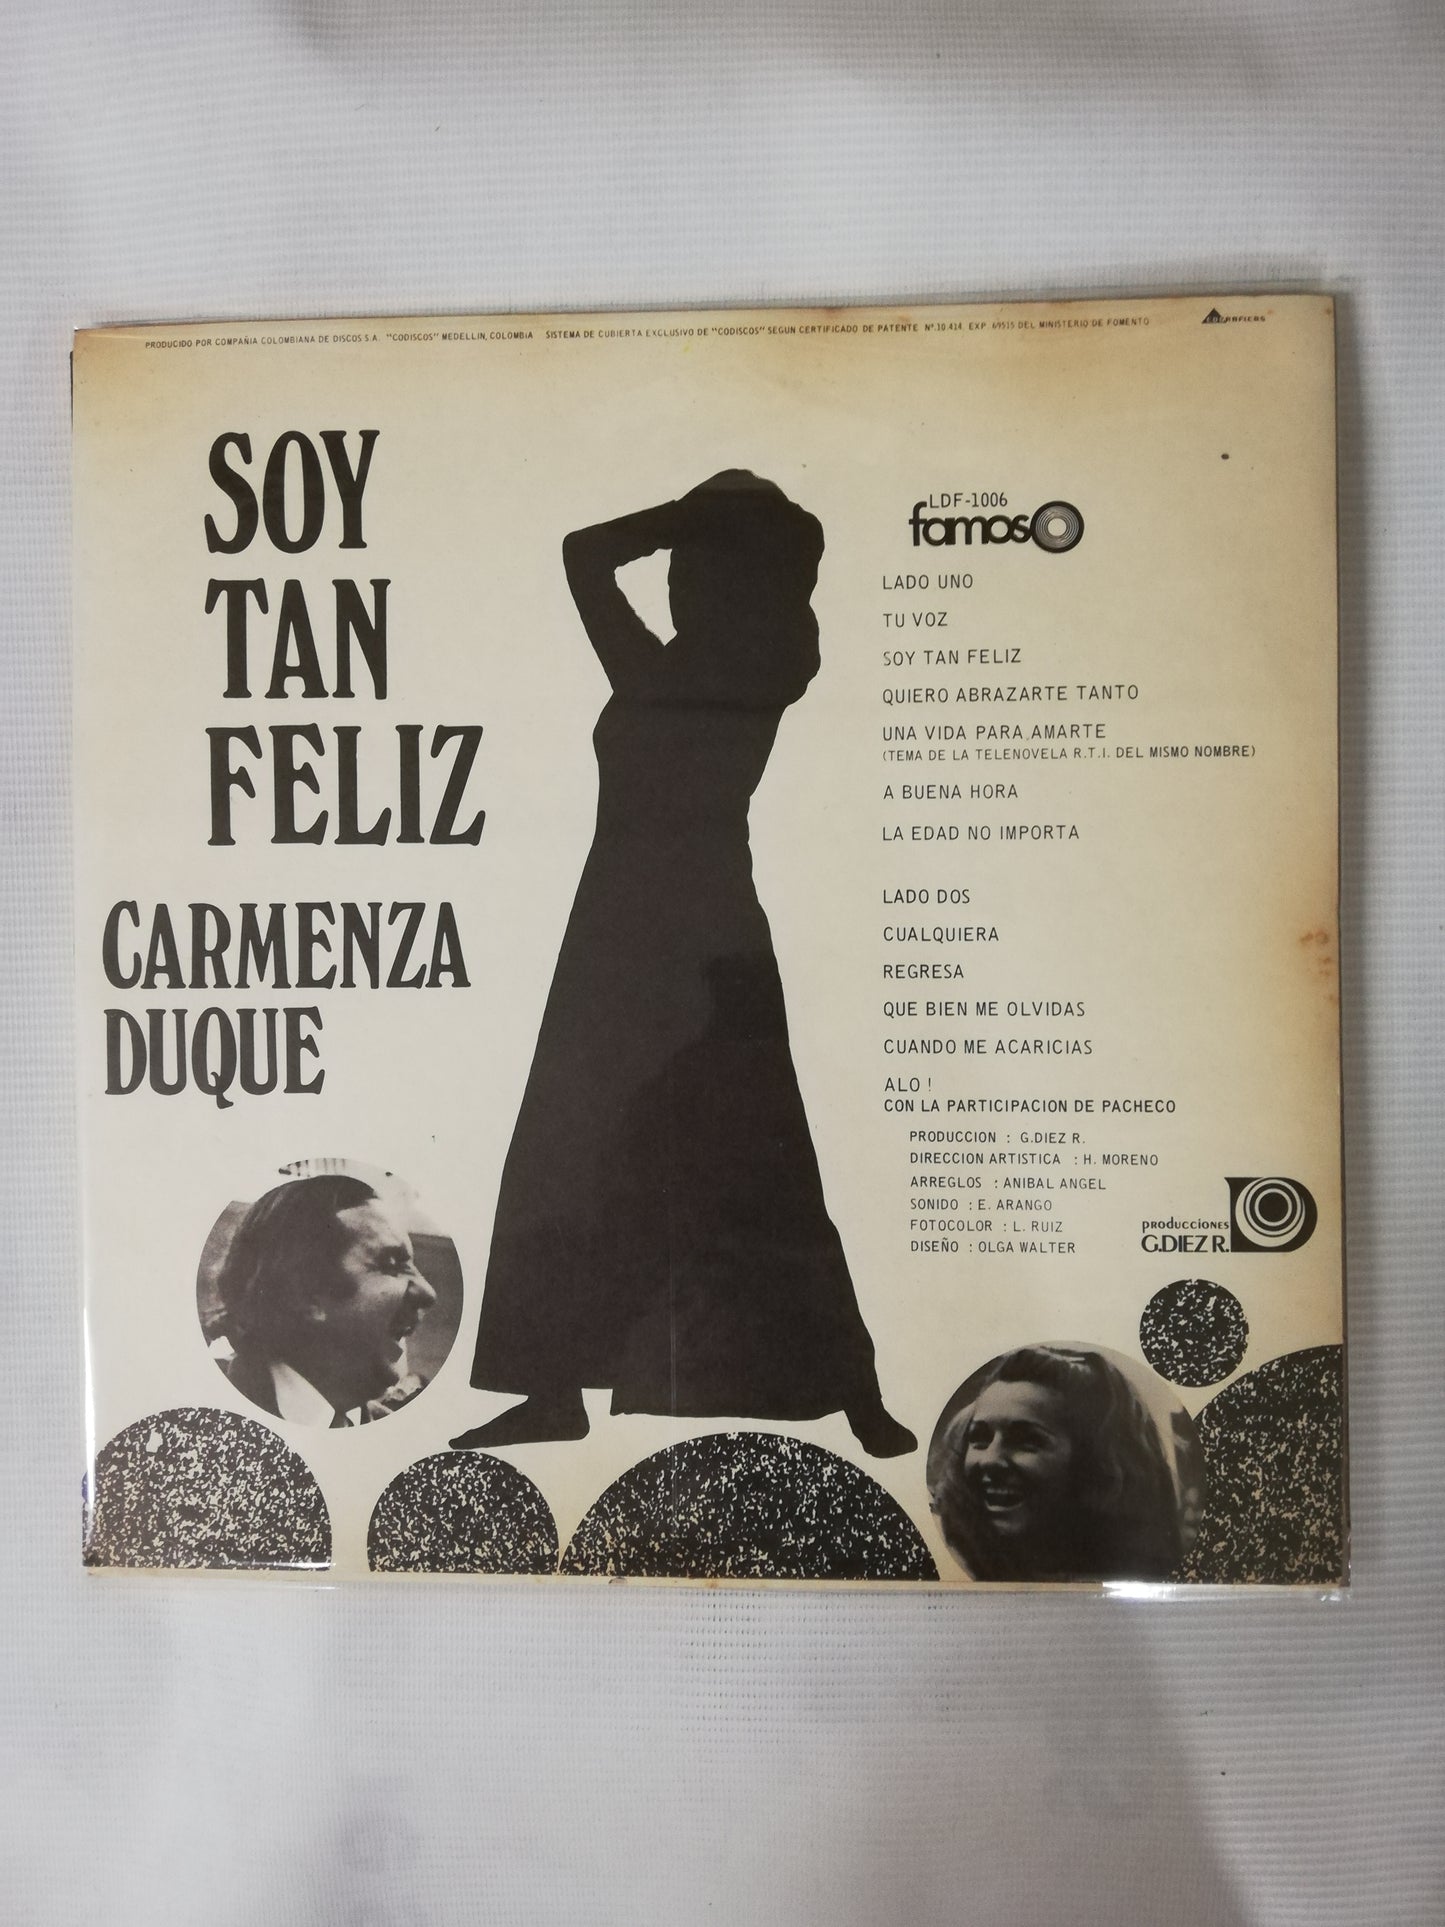 PRODUCIDO POR COMPAÑIA COLOMBIANA DE DISCOS S.A. "CODISCOS" MEDELLIN, COLOMBIA SISTEMA DE CUBIERTA EXCLUSIVO DE "CODISCOS" SEGUN CERTIFICADO DE PATENTE Nº.10.414 EXP 69515 DEL MINISTERIO DE FOMENTO
EDUGRAFICAS
SOY
TAN
FELIZ
CARMENZA
DUQUE
LDF-1006
famoso
LADO UNO
TU VOZ
SOY TAN FELIZ
QUIERO ABRAZARTE TANTO
UNA VIDA PARA AMARTE
(TEMA DE LA TELENOVELA R.T.I. DEL MISMO NOMBRE)
A BUENA HORA
LA EDAD NO IMPORTA
LADO DOS
CUALQUIERA
REGRESA
QUE BIEN ME OLVIDAS
CUANDO ME ACARICIAS
ALO !
CON LA PARTICIPACION DE PACHECO
PRODUCCION : G.DIEZ R.
DIRECCION ARTISTICA : H. MORENO
ARREGLOS : ANIBAL ANGEL
SONIDO : E. ARANGO
FOTOCOLOR : L. RUIZ
DISEÑO : OLGA WALTER
producciones
G.DIEZ R.